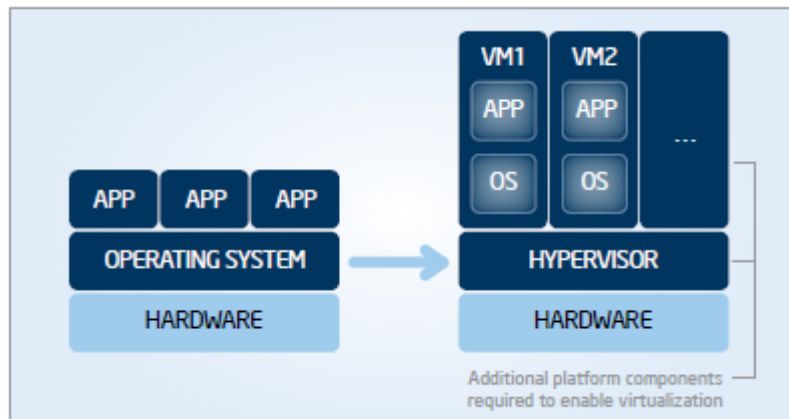 APP APP APP
OPERATING SYSTEM
HARDWARE
VM1 VM2
APP APP
...
OS OS
HYPERVISOR
HARDWARE
Additional platform components
required to enable virtualization